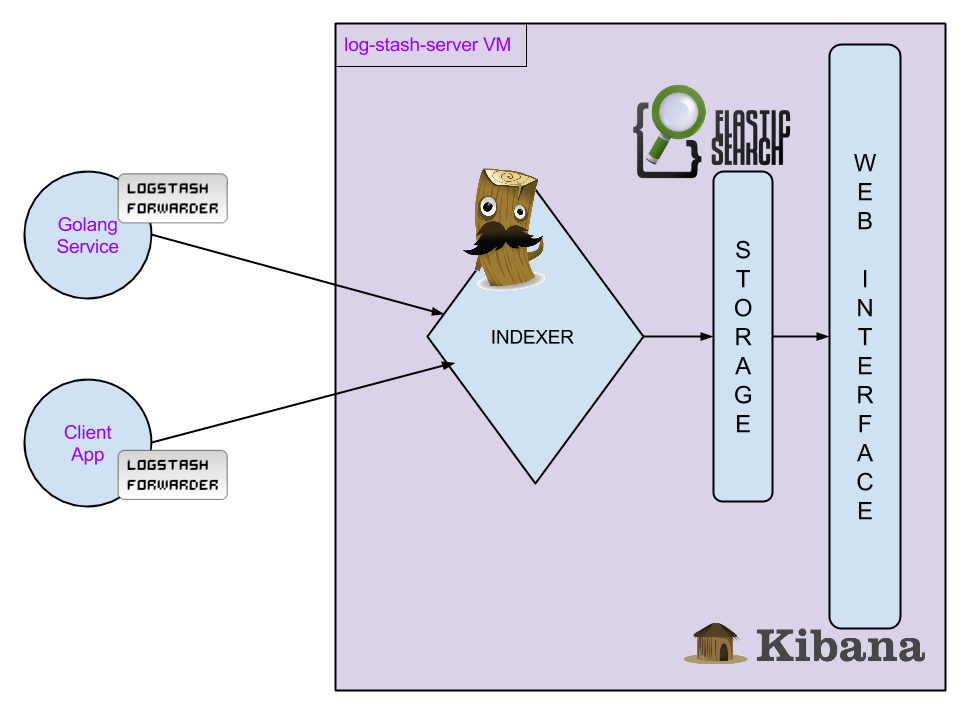 log-stash-server VM
ELASTIC
SEARCH
LOGSTASH
FORWARDER
Golang
Service
INDEXER
STORAGE
WEB INTERFACE
Client
App
LOGSTASH
FORWARDER
Kibana